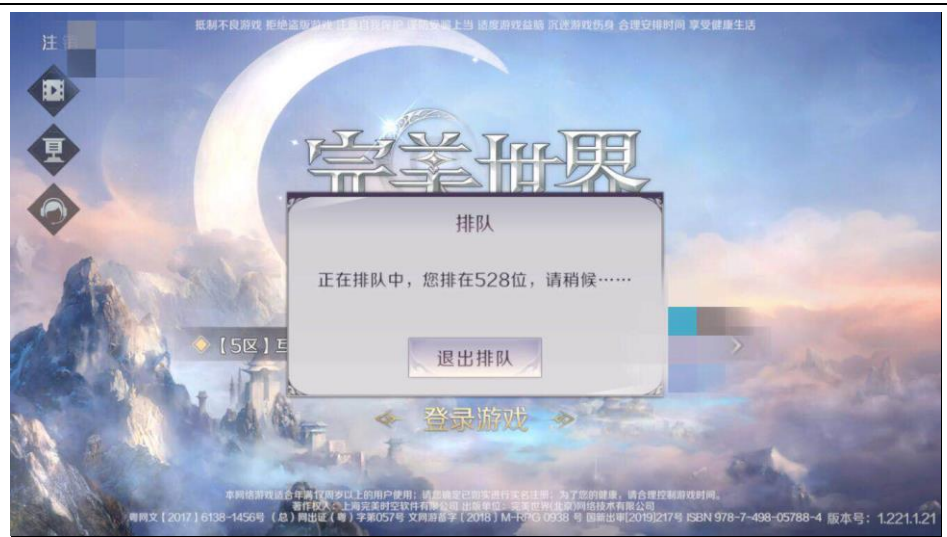 抵制不良游戏 拒绝盗版游戏 注意自我保护 谨防受骗上当 适度游戏益脑 沉迷游戏伤身 合理安排时间 享受健康生活
注
完美世界
排队
正在排队中，您排在528位，请稍候……
【5区】互
退出排队
登录游戏
本网络游戏适合年满17周岁以上的用户使用；请您确定已如实进行实名注册；为了您的健康，请合理控制游戏时间。
著作权人：上海完美时空软件有限公司 出版单位：完美世界(北京)网络技术有限公司
粤网文【2017】6138-1456号（总）网出证（粤）字第057号 文网游备字【2018】M-RPG 0938 号 国新出审[2019]217号 ISBN 978-7-498-05788-4 版本号：1.221.1.21